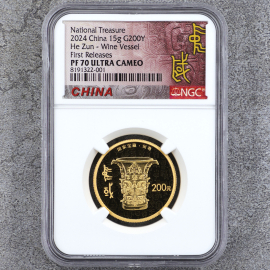 National Treasure
2024 China 15g G200Y
He Zun - Wine Vessel
First Releases
PF 70 ULTRA CAMEO
8191322-001
CHINA
NGC
200元